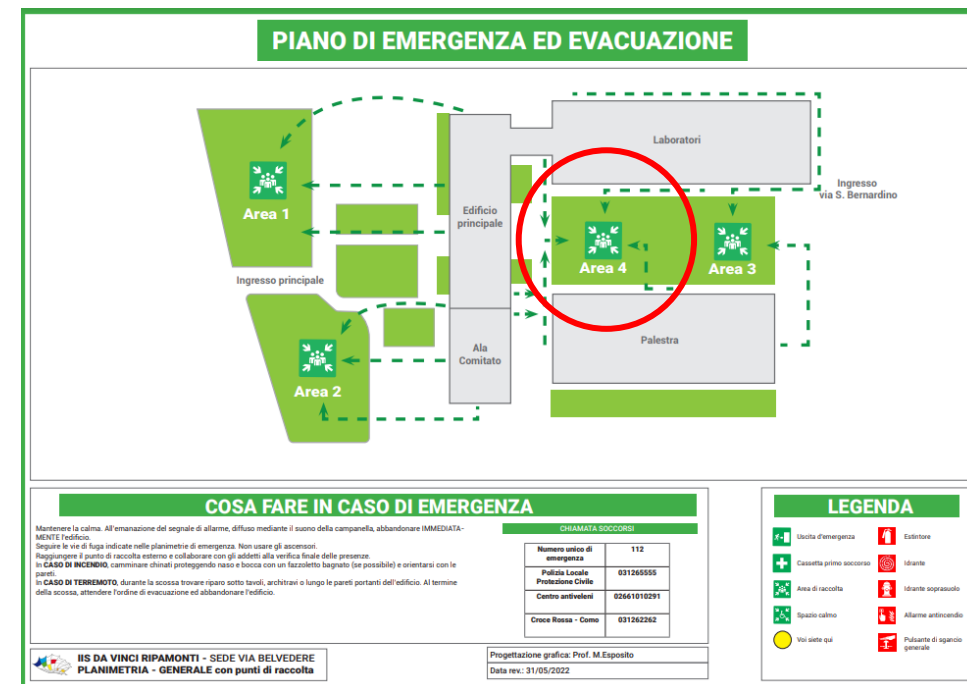 PIANO DI EMERGENZA ED EVACUAZIONE
Laboratori
Ingresso
via S. Bernardino
Area 1
Edificio
principale
Area 4
Area 3
Ingresso principale
Palestra
Ala
Comitato
Area 2
COSA FARE IN CASO DI EMERGENZA
Mantenere la calma. All'emanazione del segnale di allarme, diffuso mediante il suono della campanella, abbandonare IMMEDIATA-
MENTE l'edificio.
Seguire le vie di fuga indicate nelle planimetrie di emergenza. Non usare gli ascensori.
Raggiungere il punto di raccolta esterno e collaborare con gli addetti alla verifica finale delle presenze.
In CASO DI INCENDIO, camminare chinati proteggendo naso e bocca con un fazzoletto bagnato (se possibile) e orientarsi con le
pareti.
In CASO DI TERREMOTO, durante la scossa trovare riparo sotto tavoli, architravi o lungo le pareti portanti dell'edificio. Al termine
della scossa, attendere l'ordine di evacuazione ed abbandonare l'edificio.
CHIAMATA SOCCORSI
Numero unico di
emergenza
112
Polizia Locale
Protezione Civile
031265555
Centro antiveleni
02661010291
Croce Rossa - Como
031262262
IIS DA VINCI RIPAMONTI - SEDE VIA BELVEDERE
PLANIMETRIA - GENERALE con punti di raccolta
Progettazione grafica: Prof. M.Esposito
Data rev.: 31/05/2022
LEGENDA
Uscita d'emergenza
Estintore
Cassetta primo soccorso
Idrante
Area di raccolta
Idrante soprasuolo
Spazio calmo
Allarme antincendio
Voi siete qui
Pulsante di sgancio
generale